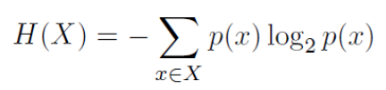 H(X) = − ∑ p(x) log₂ p(x)
x∈X